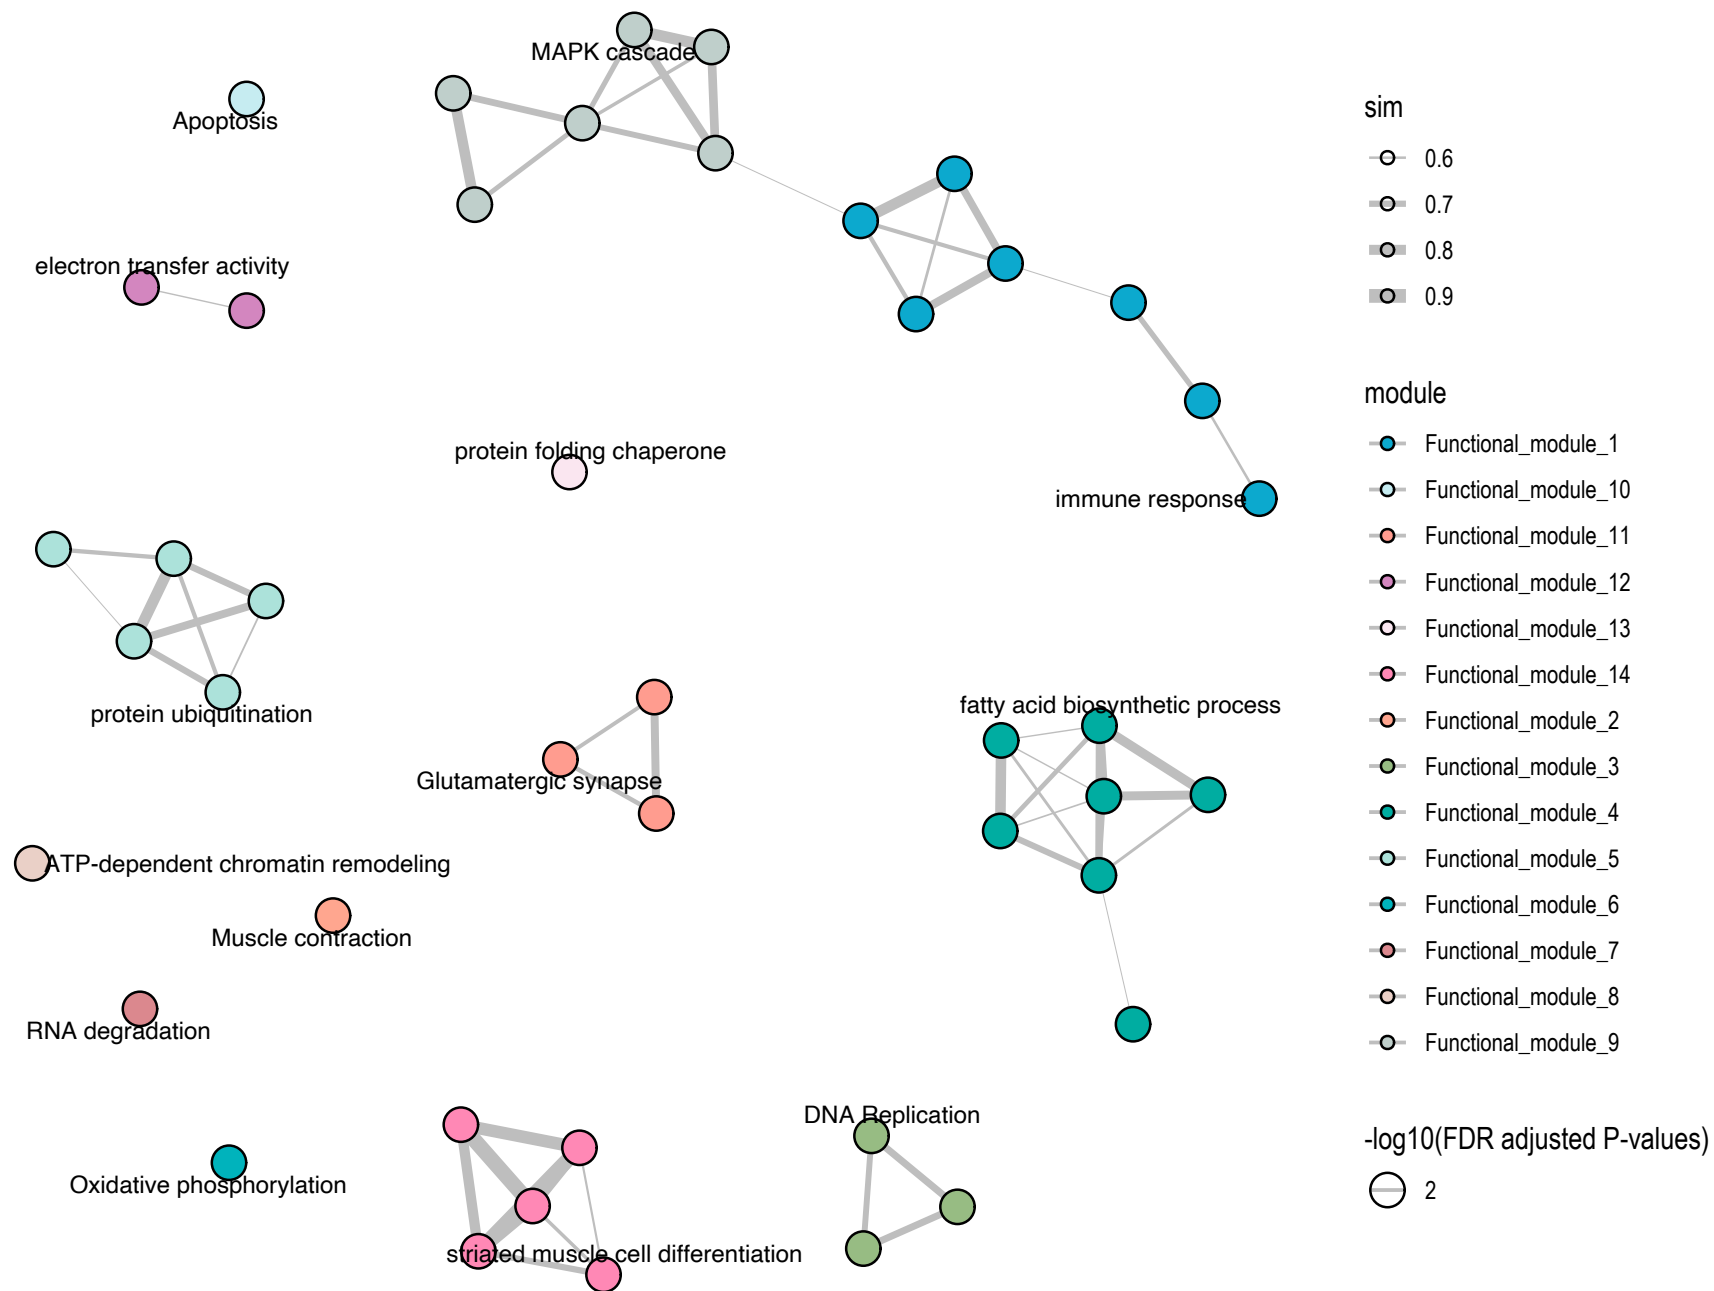 MAPK cascade
Apoptosis
electron transfer activity
protein folding chaperone
immune response
protein ubiquitination
fatty acid biosynthetic process
Glutamatergic synapse
ATP-dependent chromatin remodeling
Muscle contraction
RNA degradation
DNA Replication
Oxidative phosphorylation
striated muscle cell differentiation
sim
0.6
0.7
0.8
0.9
module
Functional_module_1
Functional_module_10
Functional_module_11
Functional_module_12
Functional_module_13
Functional_module_14
Functional_module_2
Functional_module_3
Functional_module_4
Functional_module_5
Functional_module_6
Functional_module_7
Functional_module_8
Functional_module_9
-log10(FDR adjusted P-values)
2